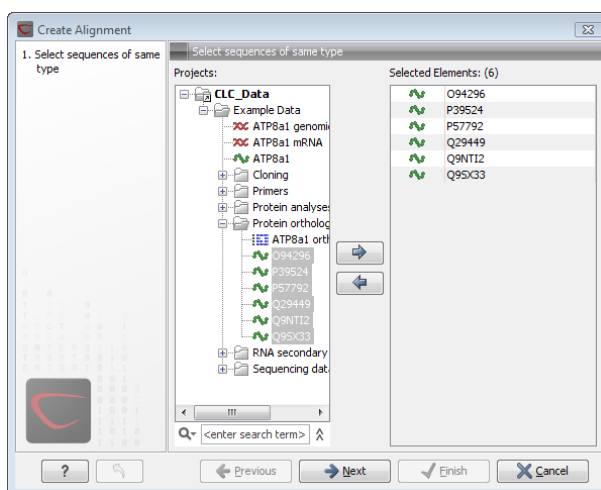 Create Alignment
1. Select sequences of same
type
Select sequences of same type
Projects:
CLC_Data
Example Data
ATP8a1 genomi
ATP8a1 mRNA
ATP8a1
Cloning
Primers
Protein analyse
Protein ortholog
ATP8a1 orth
O94296
P39524
P57792
Q29449
Q9NTI2
Q9SX33
RNA secondary
Sequencing dat
<enter search term>
Selected Elements: (6)
O94296
P39524
P57792
Q29449
Q9NTI2
Q9SX33
?
Previous
Next
Finish
Cancel